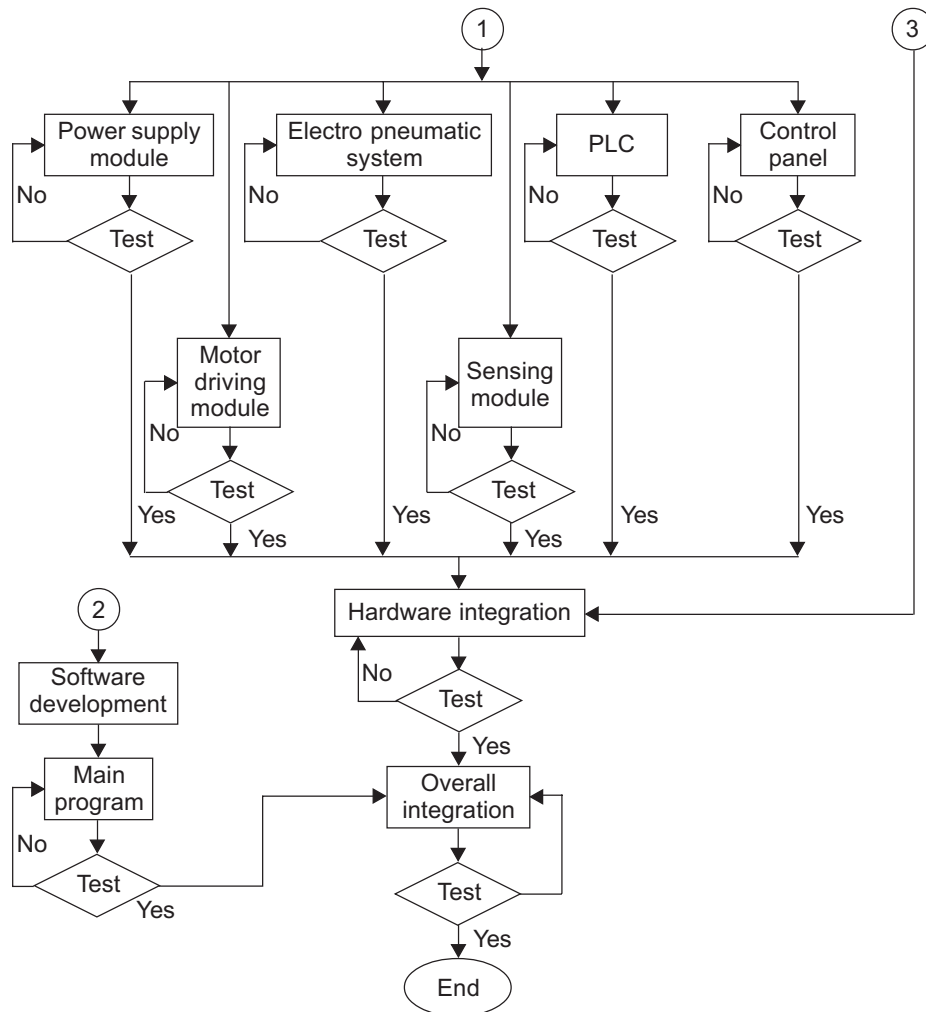 1
3
Power supply
module
Electro pneumatic
system
PLC
Control
panel
No
Test
No
Test
No
Test
No
Test
Motor
driving
module
Sensing
module
No
Test
No
Test
Yes
Yes
Yes
Yes
Yes
Yes
Hardware integration
2
No
Test
Software
development
Yes
Main
program
Overall
integration
No
Test
Yes
Test
Yes
End